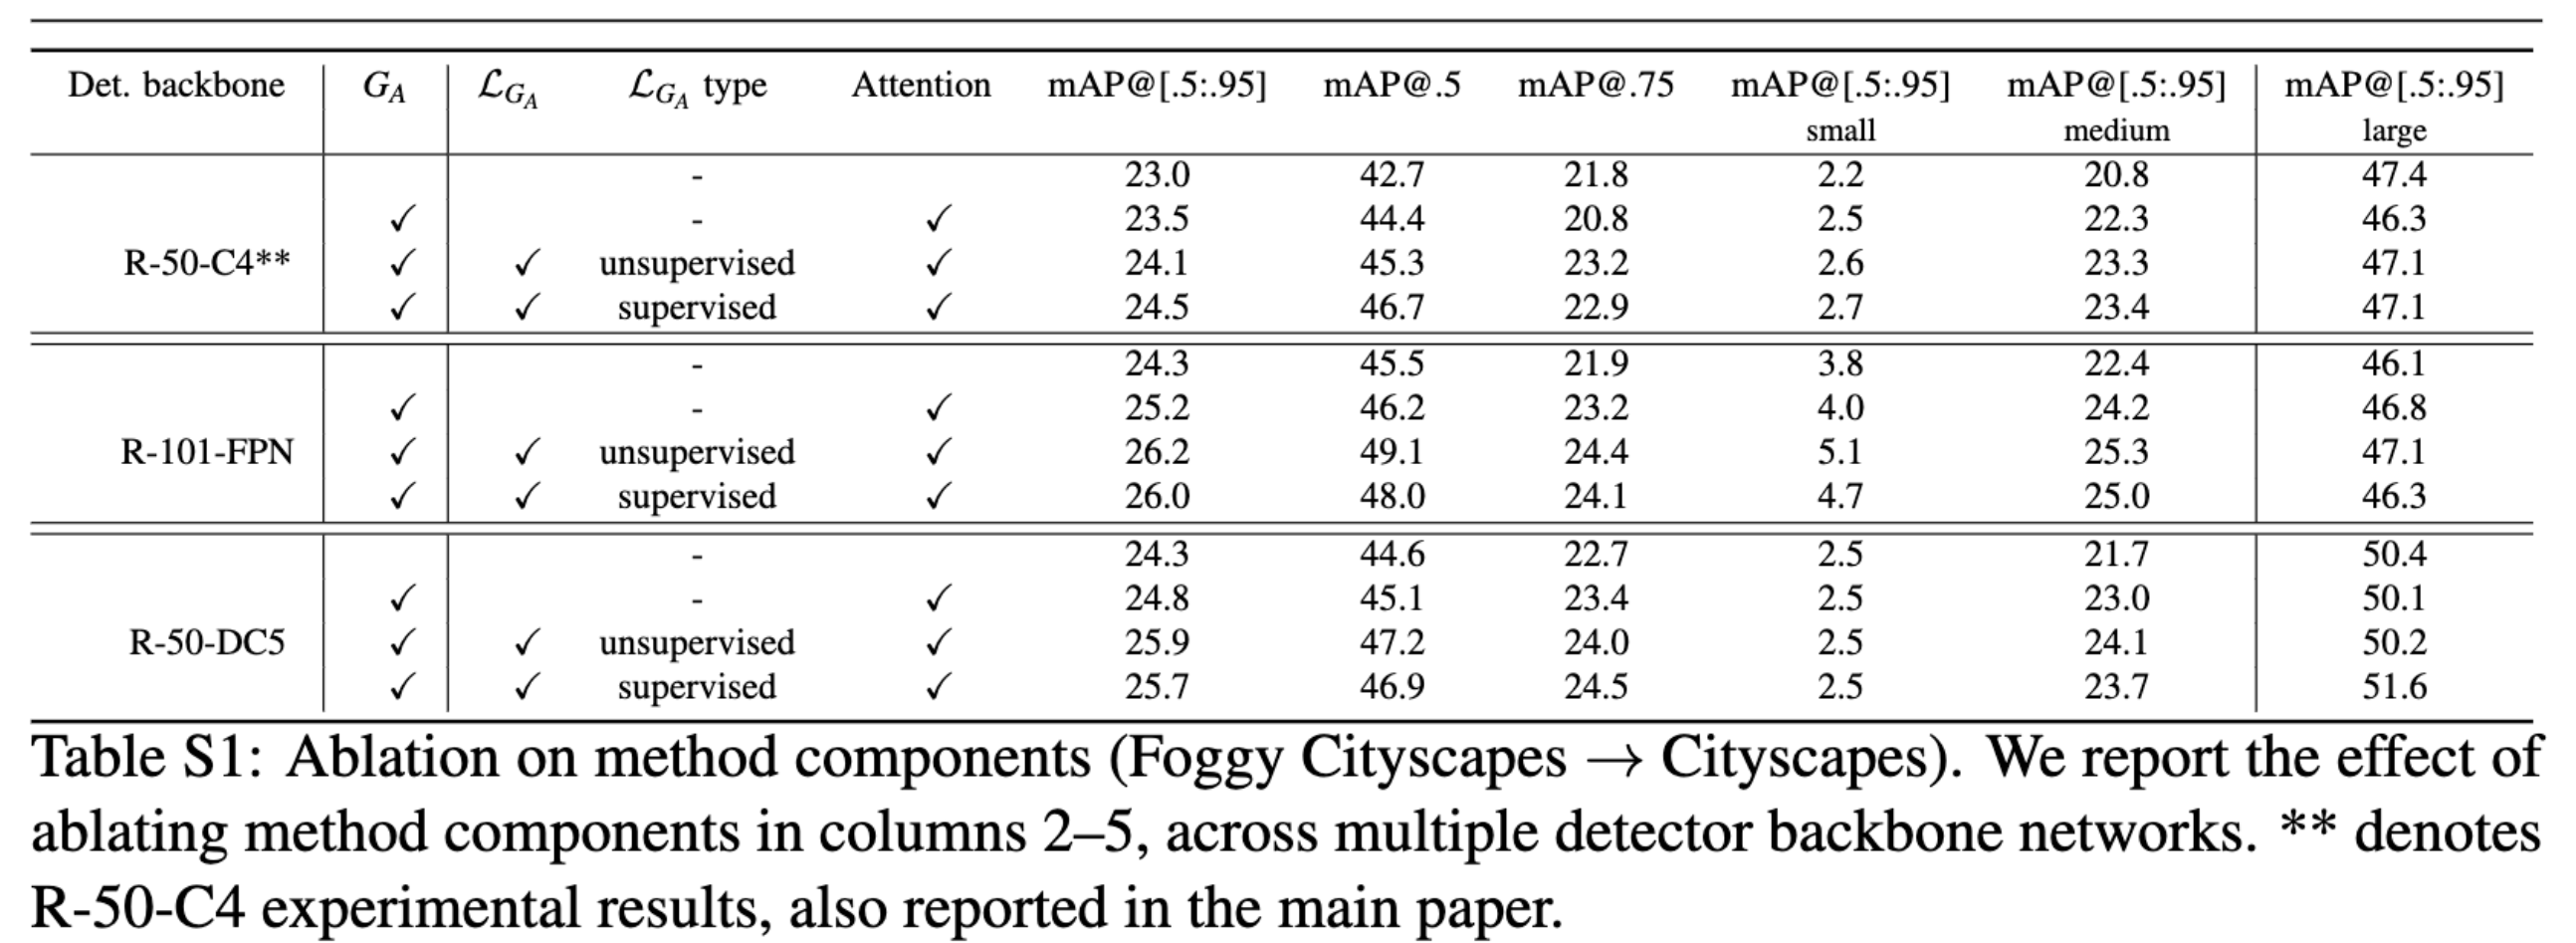 Det. backbone G_A 𝓛_{G_A} 𝓛_{G_A} type Attention mAP@[.5:.95] mAP@.5 mAP@.75 mAP@[.5:.95] mAP@[.5:.95] mAP@[.5:.95]
small medium large
- 23.0 42.7 21.8 2.2 20.8 47.4
✓ - ✓ 23.5 44.4 20.8 2.5 22.3 46.3
R-50-C4** ✓ ✓ unsupervised ✓ 24.1 45.3 23.2 2.6 23.3 47.1
✓ ✓ supervised ✓ 24.5 46.7 22.9 2.7 23.4 47.1
- 24.3 45.5 21.9 3.8 22.4 46.1
✓ - ✓ 25.2 46.2 23.2 4.0 24.2 46.8
R-101-FPN ✓ ✓ unsupervised ✓ 26.2 49.1 24.4 5.1 25.3 47.1
✓ ✓ supervised ✓ 26.0 48.0 24.1 4.7 25.0 46.3
- 24.3 44.6 22.7 2.5 21.7 50.4
✓ - ✓ 24.8 45.1 23.4 2.5 23.0 50.1
R-50-DC5 ✓ ✓ unsupervised ✓ 25.9 47.2 24.0 2.5 24.1 50.2
✓ ✓ supervised ✓ 25.7 46.9 24.5 2.5 23.7 51.6
Table S1: Ablation on method components (Foggy Cityscapes → Cityscapes). We report the effect of
ablating method components in columns 2–5, across multiple detector backbone networks. ** denotes
R-50-C4 experimental results, also reported in the main paper.